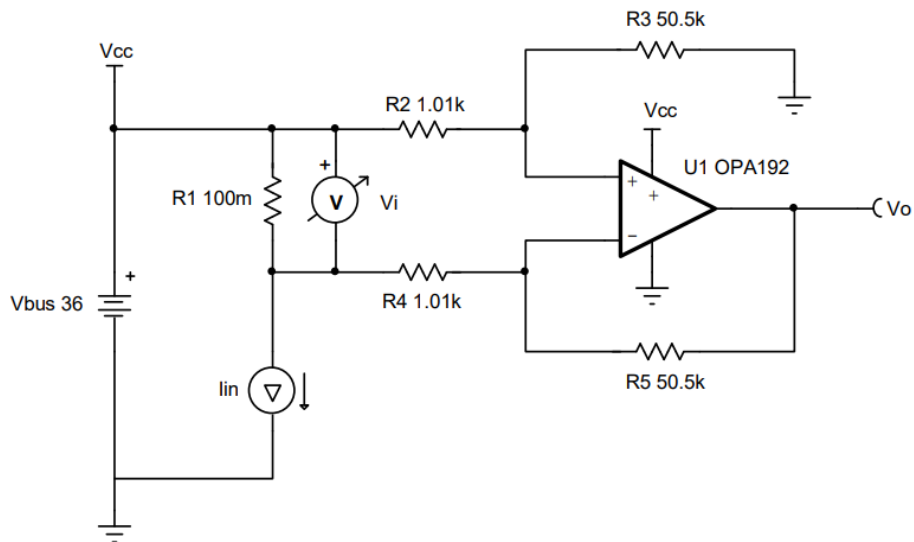 R3 50.5k
Vcc
R2 1.01k
Vcc
U1 OPA192
+
R1 100m
V
Vi
+
+
Vo
−
+
Vbus 36
R4 1.01k
R5 50.5k
Iin